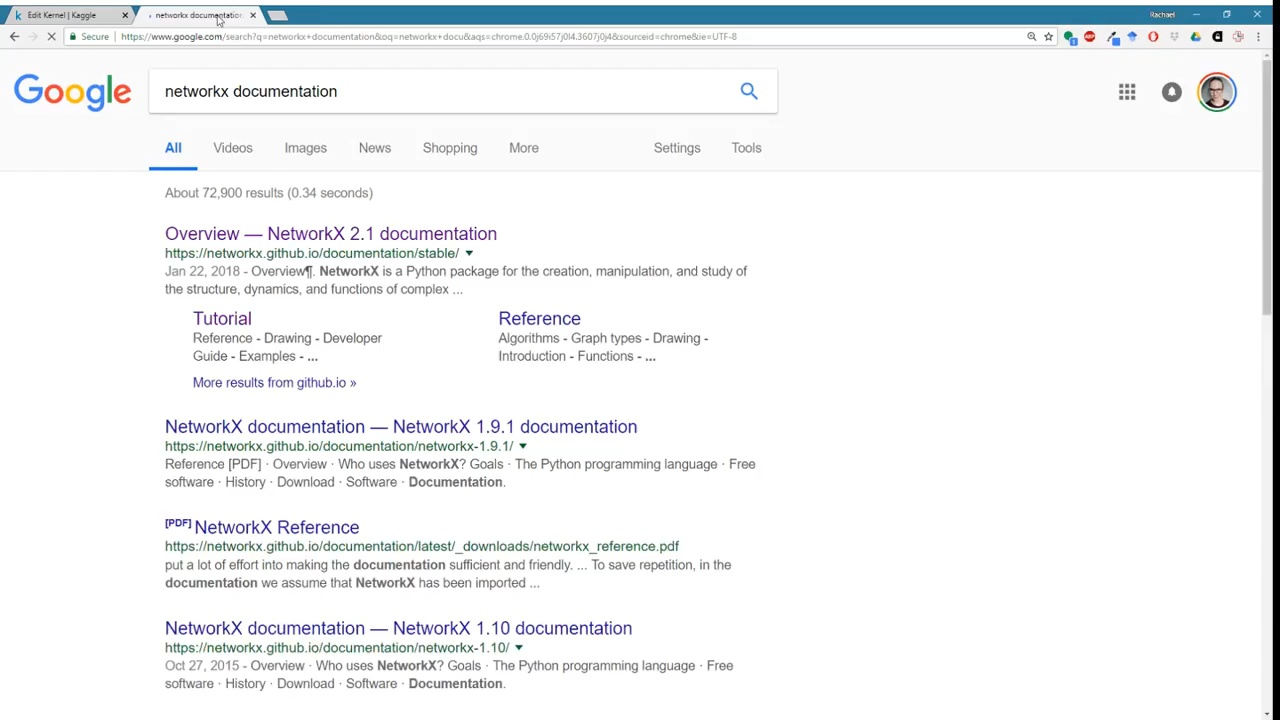 Edit Kernel | Kaggle
networkx documentation
Rachael
Secure
https://www.google.com/search?q=networkx+documentation&oq=networkx+docu&aqs=chrome.0.0j69i57j0l4.3607j0j4&sourceid=chrome&ie=UTF-8
Google
networkx documentation
All Videos Images News Shopping More Settings Tools
About 72,900 results (0.34 seconds)
Overview — NetworkX 2.1 documentation
https://networkx.github.io/documentation/stable/
Jan 22, 2018 - Overview¶. NetworkX is a Python package for the creation, manipulation, and study of
the structure, dynamics, and functions of complex ...
Tutorial
Reference - Drawing - Developer
Guide - Examples - ...
Reference
Algorithms - Graph types - Drawing -
Introduction - Functions - ...
More results from github.io »
NetworkX documentation — NetworkX 1.9.1 documentation
https://networkx.github.io/documentation/networkx-1.9.1/
Reference [PDF] · Overview · Who uses NetworkX? Goals · The Python programming language · Free
software · History · Download · Software · Documentation.
[PDF] NetworkX Reference
https://networkx.github.io/documentation/latest/_downloads/networkx_reference.pdf
put a lot of effort into making the documentation sufficient and friendly. ... To save repetition, in the
documentation we assume that NetworkX has been imported ...
NetworkX documentation — NetworkX 1.10 documentation
https://networkx.github.io/documentation/networkx-1.10/
Oct 27, 2015 - Overview · Who uses NetworkX? Goals · The Python programming language · Free
software · History · Download · Software · Documentation.